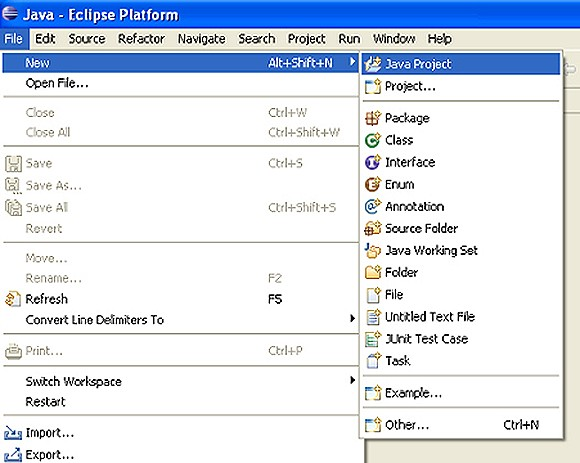 Java - Eclipse Platform
File Edit Source Refactor Navigate Search Project Run Window Help
New Alt+Shift+N
Open File...
Close Ctrl+W
Close All Ctrl+Shift+W
Save Ctrl+S
Save As...
Save All Ctrl+Shift+S
Revert
Move...
Rename... F2
Refresh F5
Convert Line Delimiters To
Print... Ctrl+P
Switch Workspace
Restart
Import...
Export...
Java Project
Project...
Package
Class
Interface
Enum
Annotation
Source Folder
Java Working Set
Folder
File
Untitled Text File
JUnit Test Case
Task
Example...
Other... Ctrl+N